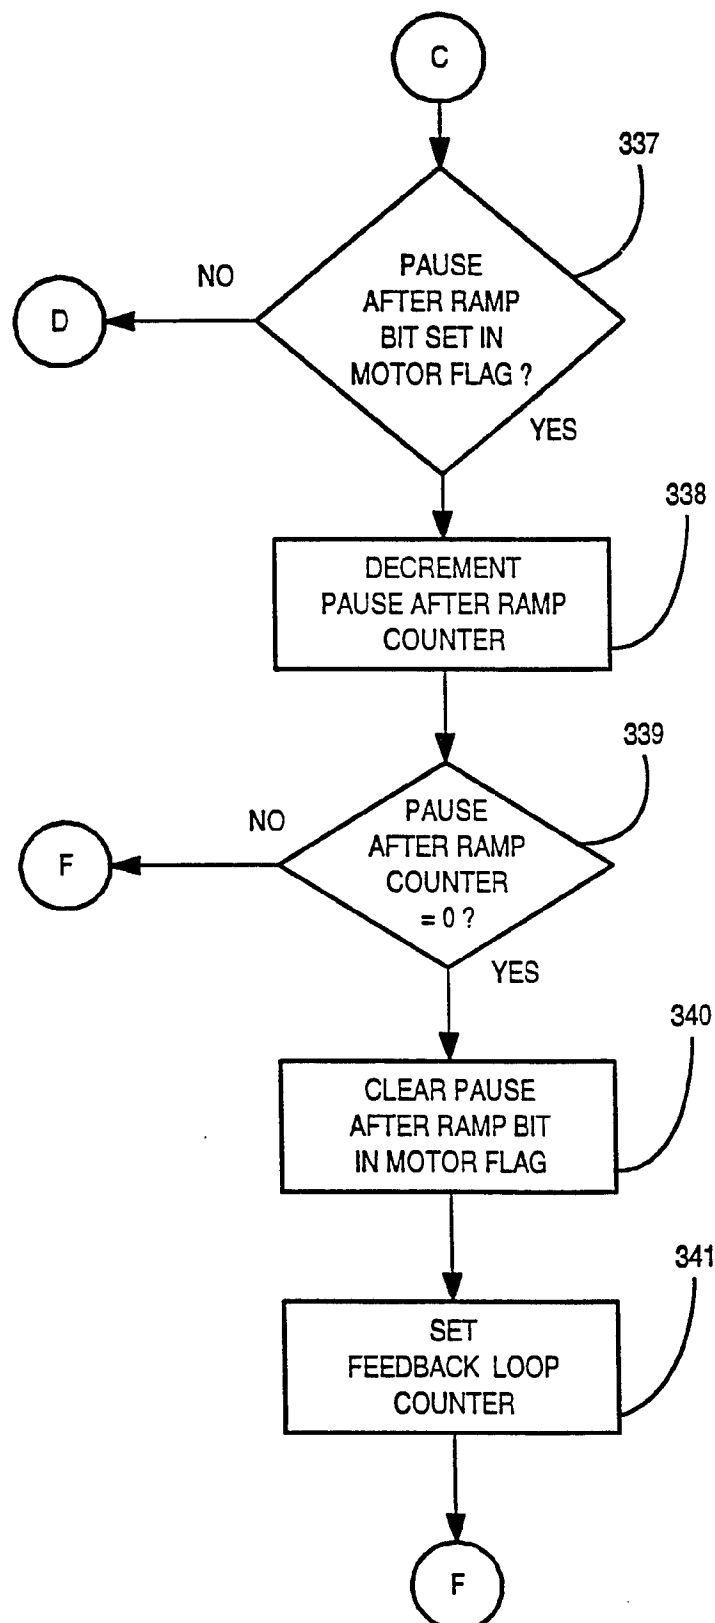 C
337
PAUSE
AFTER RAMP
BIT SET IN
MOTOR FLAG ?
NO
D
YES
338
DECREMENT
PAUSE AFTER RAMP
COUNTER
339
PAUSE
AFTER RAMP
COUNTER
= 0 ?
NO
F
YES
340
CLEAR PAUSE
AFTER RAMP BIT
IN MOTOR FLAG
341
SET
FEEDBACK LOOP
COUNTER
F